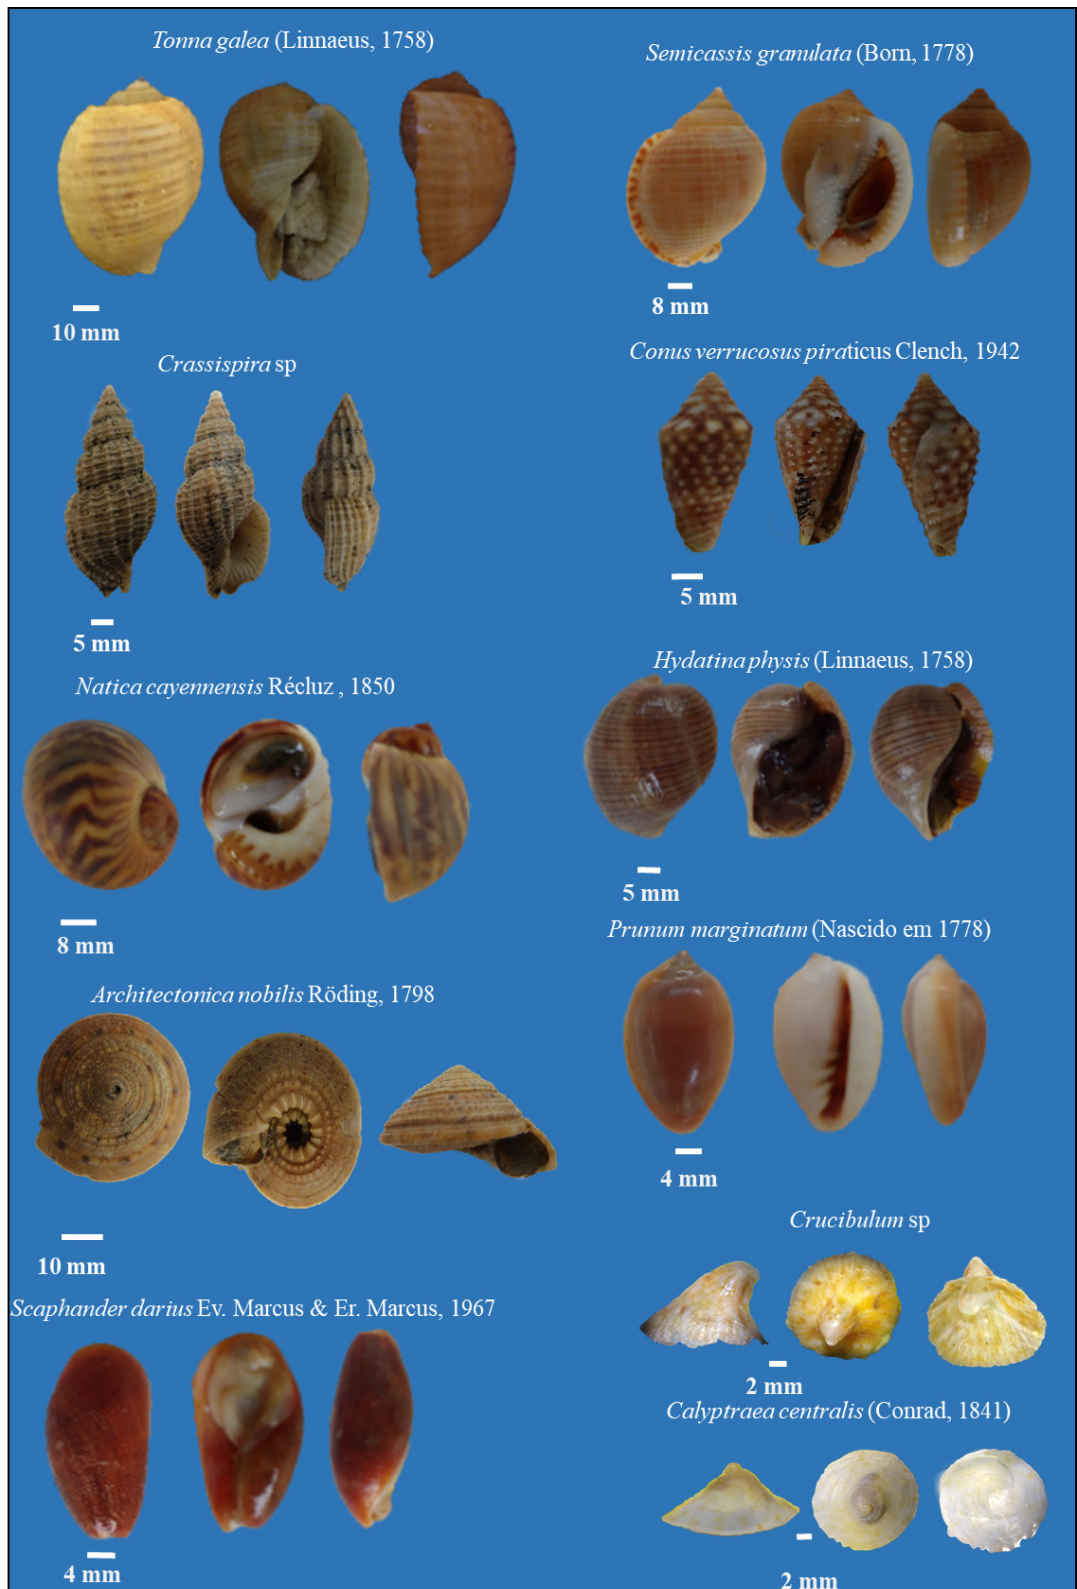 Tonna galea (Linnaeus, 1758)
10 mm
Crassispira sp
5 mm
Natica cayennensis Récluz , 1850
8 mm
Architectonica nobilis Röding, 1798
10 mm
Scaphander darius Ev. Marcus & Er. Marcus, 1967
4 mm
Semicassis granulata (Born, 1778)
8 mm
Conus verrucosus piraticus Clench, 1942
5 mm
Hydatina physis (Linnaeus, 1758)
5 mm
Prunum marginatum (Nascido em 1778)
4 mm
Crucibulum sp
2 mm
Calyptraea centralis (Conrad, 1841)
2 mm